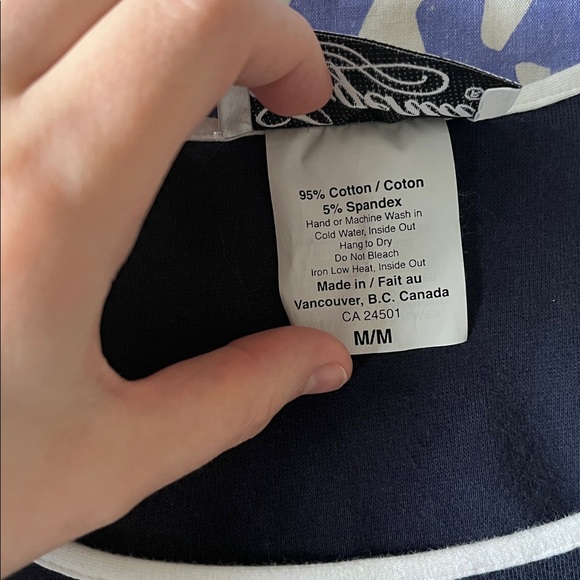 ®
95% Cotton / Coton
5% Spandex
Hand or Machine Wash in
Cold Water, Inside Out
Hang to Dry
Do Not Bleach
Iron Low Heat, Inside Out
Made in / Fait au
Vancouver, B.C. Canada
CA 24501
M/M